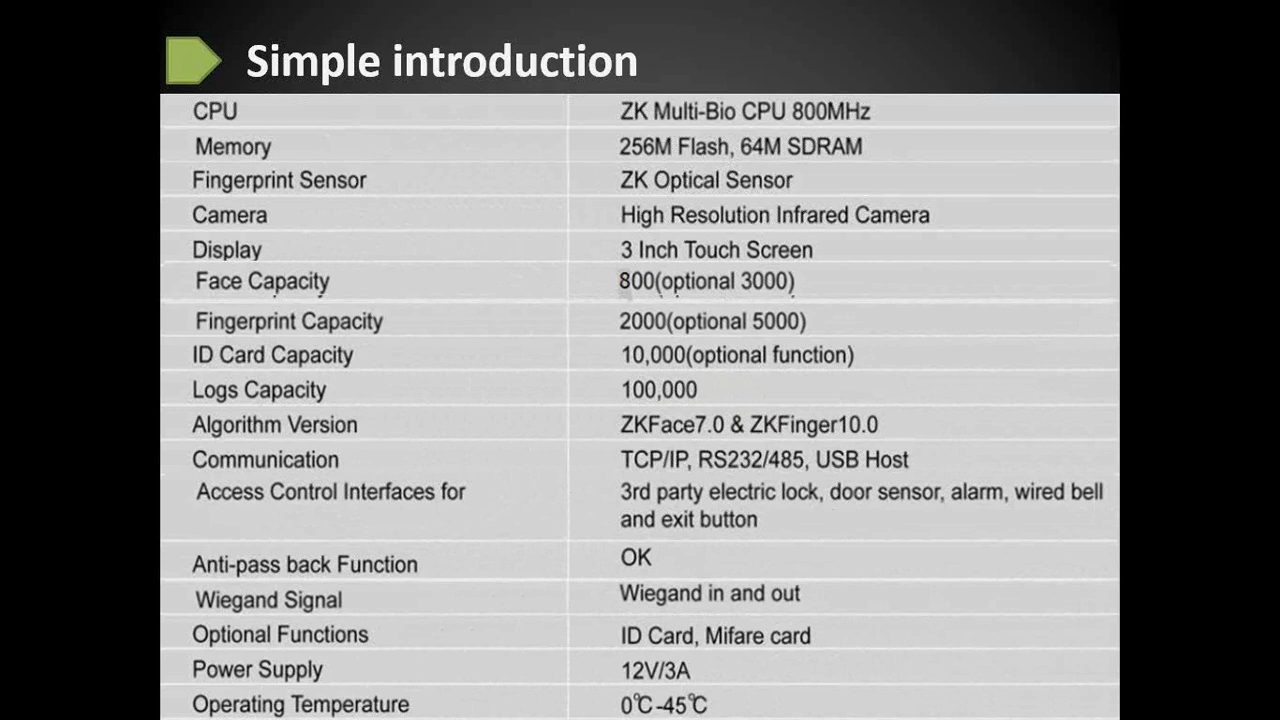 Simple introduction
CPU ZK Multi-Bio CPU 800MHz
Memory 256M Flash, 64M SDRAM
Fingerprint Sensor ZK Optical Sensor
Camera High Resolution Infrared Camera
Display 3 Inch Touch Screen
Face Capacity 800(optional 3000)
Fingerprint Capacity 2000(optional 5000)
ID Card Capacity 10,000(optional function)
Logs Capacity 100,000
Algorithm Version ZKFace7.0 & ZKFinger10.0
Communication TCP/IP, RS232/485, USB Host
Access Control Interfaces for 3rd party electric lock, door sensor, alarm, wired bell
and exit button
Anti-pass back Function OK
Wiegand Signal Wiegand in and out
Optional Functions ID Card, Mifare card
Power Supply 12V/3A
Operating Temperature 0℃-45℃